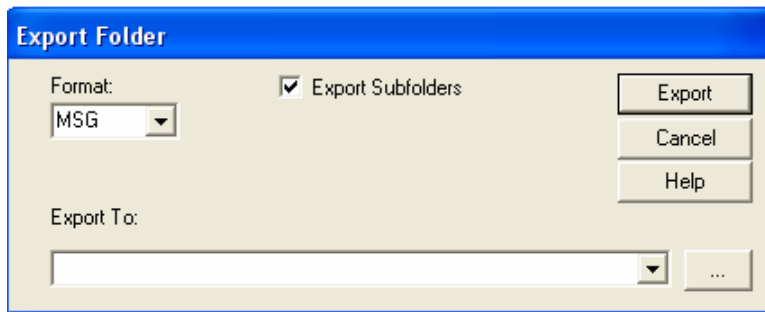 Export Folder
Format:
Export Subfolders
Export
MSG
Cancel
Help
Export To:
...